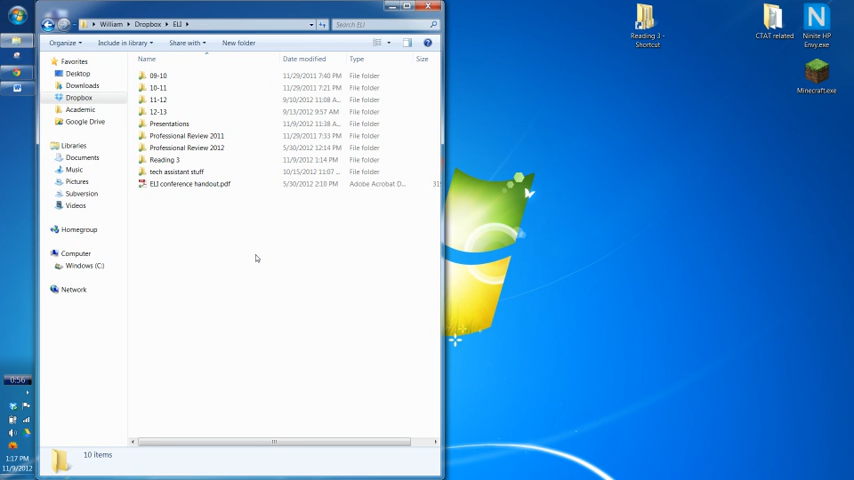 William ▸ Dropbox ▸ ELI ▸
Search ELI
Organize
Include in library
Share with
New folder
Name
Date modified
Type
Size
Favorites
Desktop
Downloads
Dropbox
Academic
Google Drive
Libraries
Documents
Music
Pictures
Subversion
Videos
Homegroup
Computer
Windows (C:)
Network
09-10 11/29/2011 7:40 PM File folder
10-11 11/29/2011 7:21 PM File folder
11-12 9/10/2012 11:08 A... File folder
12-13 9/13/2012 9:57 AM File folder
Presentations 11/9/2012 11:38 A... File folder
Professional Review 2011 11/29/2011 7:33 PM File folder
Professional Review 2012 5/30/2012 12:14 PM File folder
Reading 3 11/9/2012 1:14 PM File folder
tech assistant stuff 10/15/2012 11:07 ... File folder
ELI conference handout.pdf 5/30/2012 2:10 PM Adobe Acrobat D...
10 items
Reading 3 -
Shortcut
CTAT related
Ninite HP
Envy.exe
Minecraft.exe
0:56
1:17 PM
11/9/2012